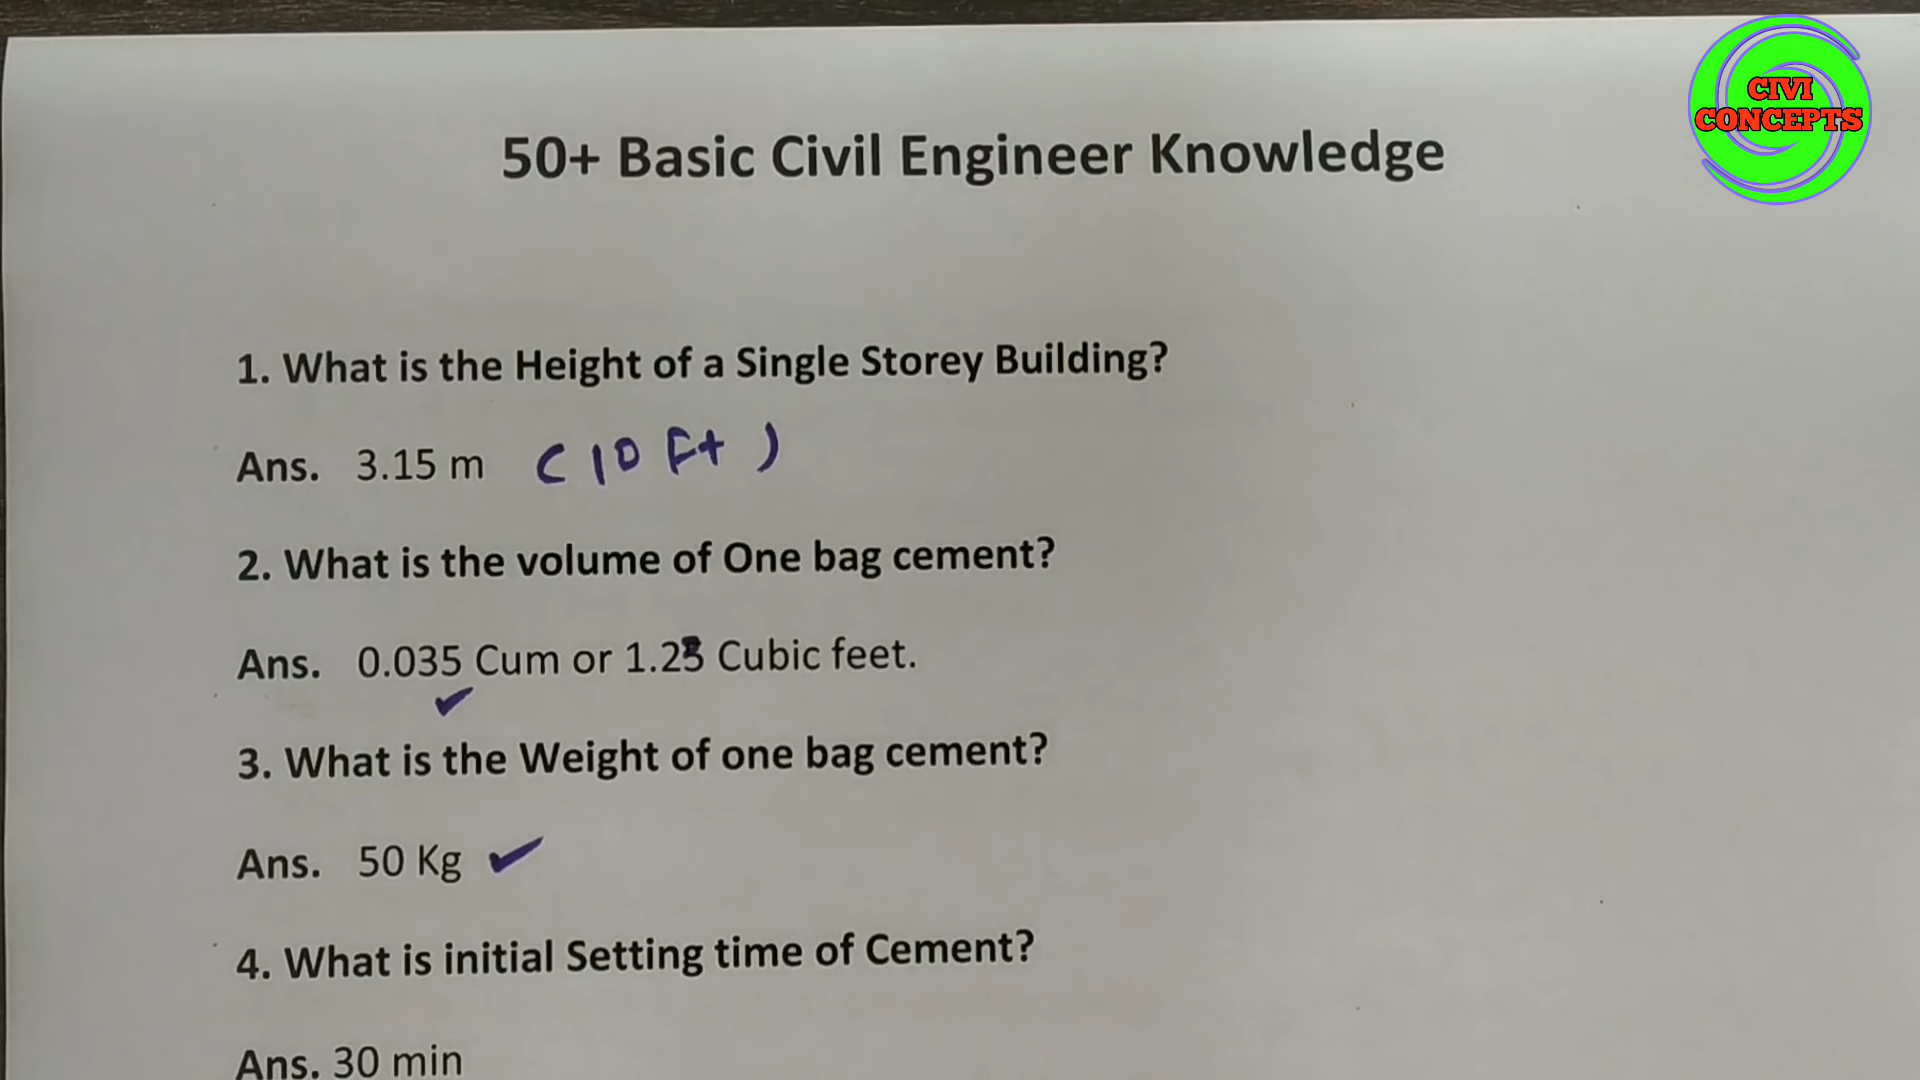 CIVI
CONCEPTS
50+ Basic Civil Engineer Knowledge
1. What is the Height of a Single Storey Building?
Ans. 3.15 m (10 Ft)
2. What is the volume of One bag cement?
Ans. 0.035 Cum or Cubic feet.
3. What is the Weight of one bag cement?
Ans. 50 Kg ✓
4. What is initial Setting time of Cement?
Ans. 30 min